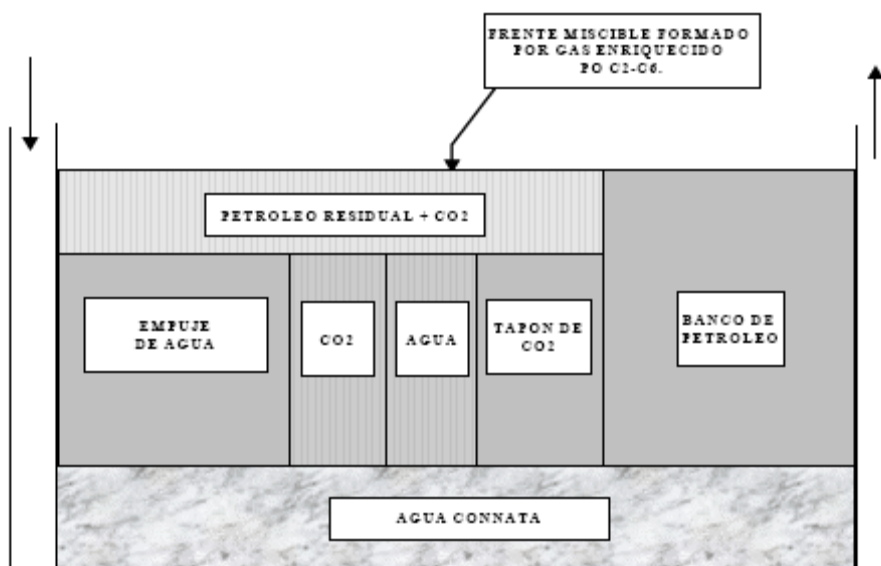 FRENTE MISCIBLE FORMADO
POR GAS ENRIQUECIDO
PO C2-C6.
PETROLEO RESIDUAL + CO2
EMPUJE
DE AGUA
CO2
AGUA
TAPON DE
CO2
BANCO DE
PETROLEO
AGUA CONNATA